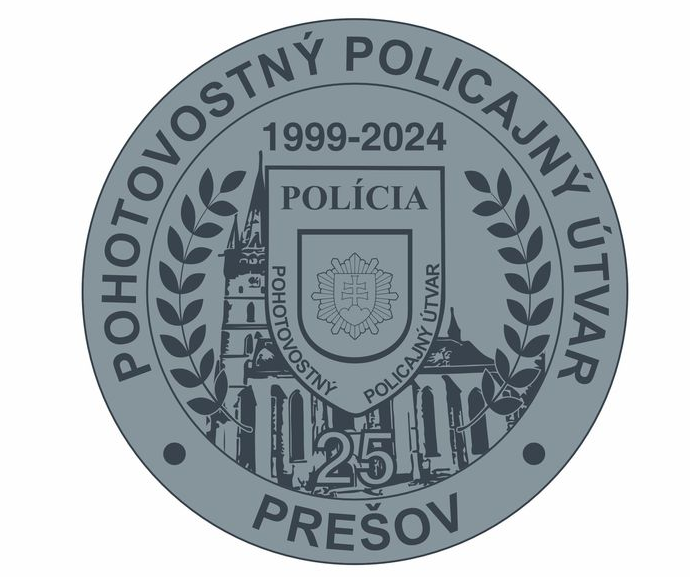 POHOTOVOSTNÝ POLICAJNÝ ÚTVAR
1999-2024
POLÍCIA
POHOTOVOSTNÝ
POLICAJNÝ ÚTVAR
25
PREŠOV